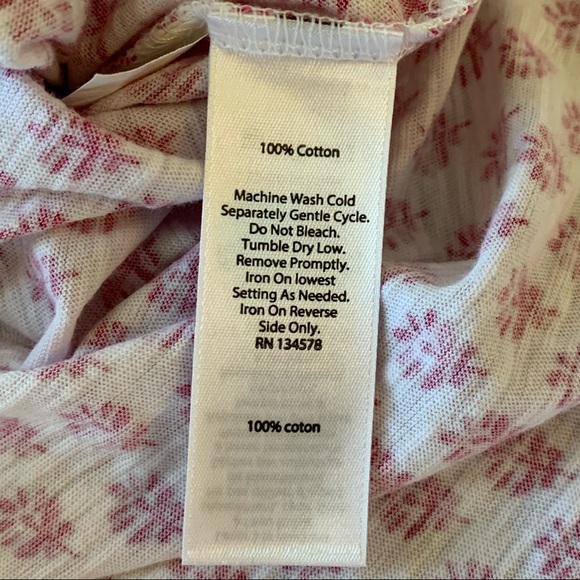 100% Cotton
Machine Wash Cold
Separately Gentle Cycle.
Do Not Bleach.
Tumble Dry Low.
Remove Promptly.
Iron On lowest
Setting As Needed.
Iron On Reverse
Side Only.
RN 134578
100% coton